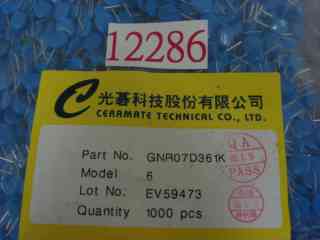 12286
光碁科技股份有限公司
CERAMATE TECHNICAL CO., LTD.
Part No. GNR07D361K
Model 6
Lot No. EV59473
Quantity 1000 pcs
QA
PASS